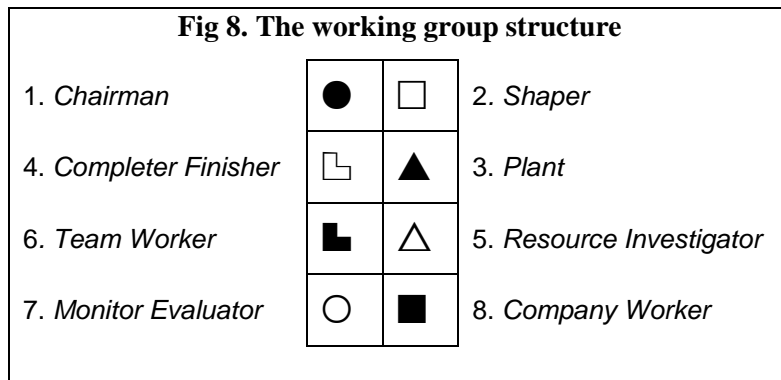 Fig 8. The working group structure
1. Chairman 2. Shaper
4. Completer Finisher 3. Plant
6. Team Worker 5. Resource Investigator
7. Monitor Evaluator 8. Company Worker